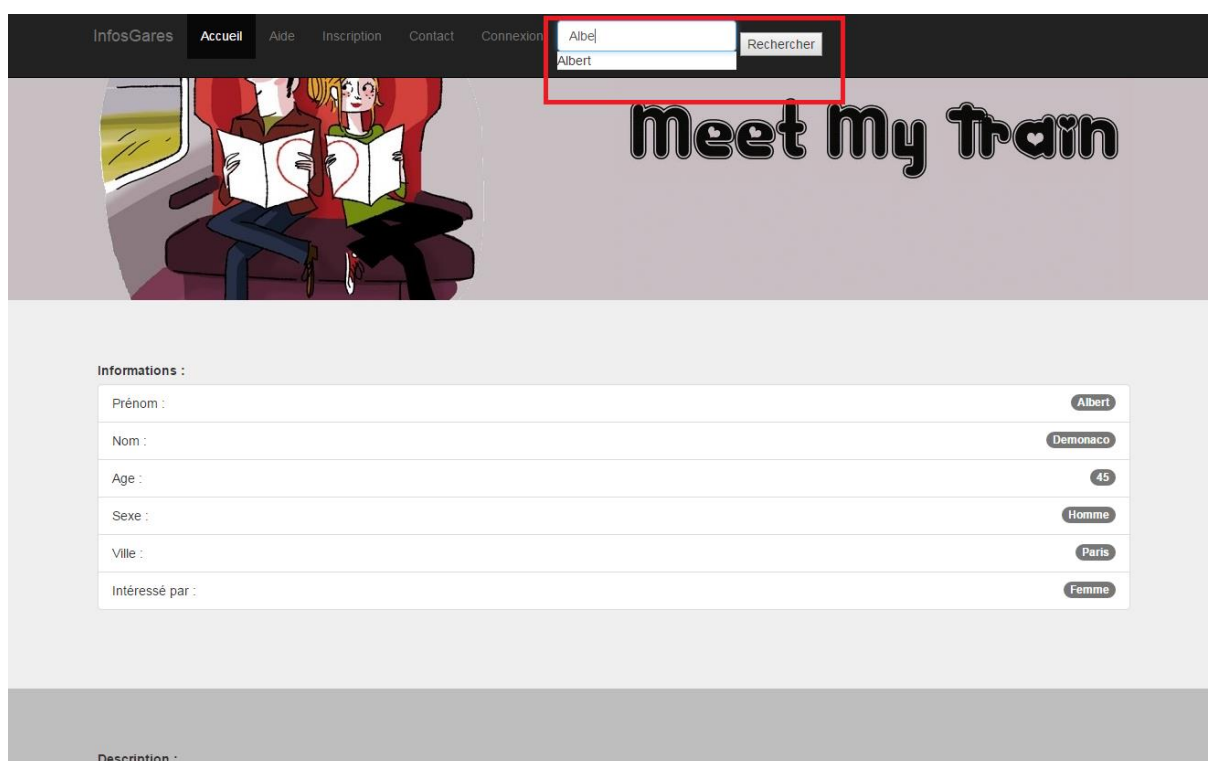 InfosGares Accueil Aide Inscription Contact Connexion Albe Rechercher
Albert
Meet My Train
Informations :
Prénom : Albert
Nom : Demonaco
Age : 45
Sexe : Homme
Ville : Paris
Intéressé par : Femme
Description :